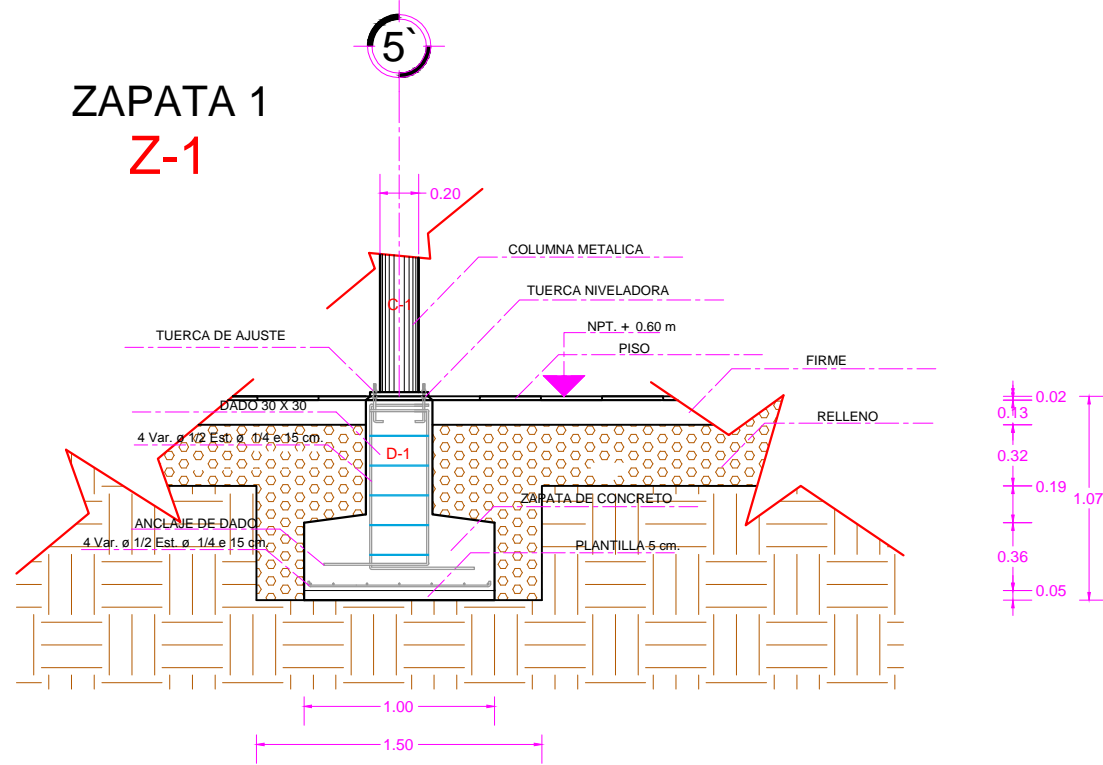 5`
ZAPATA 1
Z-1
0.20
COLUMNA METALICA
C-1
TUERCA NIVELADORA
TUERCA DE AJUSTE
NPT. + 0.60 m
PISO
FIRME
DADO 30 X 30
RELLENO
4 Var. ø 1/2 Est. ø 1/4 e 15 cm.
D-1
ZAPATA DE CONCRETO
ANCLAJE DE DADO
4 Var. ø 1/2 Est. ø 1/4 e 15 cm.
PLANTILLA 5 cm.
0.02
0.13
0.32
0.19
1.07
0.36
0.05
1.00
1.50